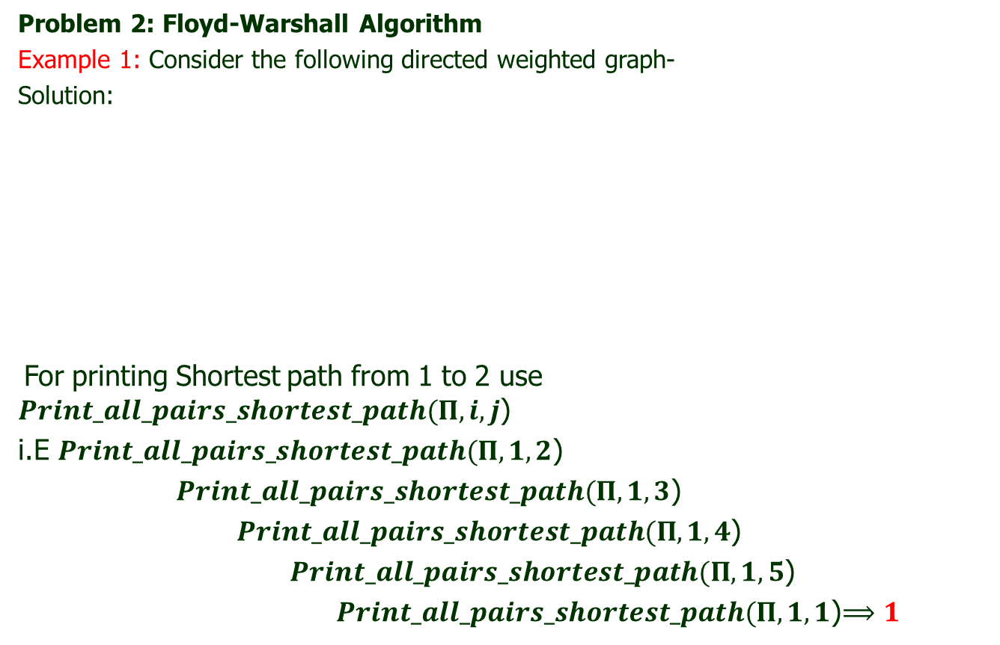 Problem 2: Floyd-Warshall Algorithm
Example 1: Consider the following directed weighted graph-
Solution:
For printing Shortest path from 1 to 2 use
Print_all_pairs_shortest_path(Π, i, j)
i.E Print_all_pairs_shortest_path(Π, 1, 2)
Print_all_pairs_shortest_path(Π, 1, 3)
Print_all_pairs_shortest_path(Π, 1, 4)
Print_all_pairs_shortest_path(Π, 1, 5)
Print_all_pairs_shortest_path(Π, 1, 1)⟹ 1